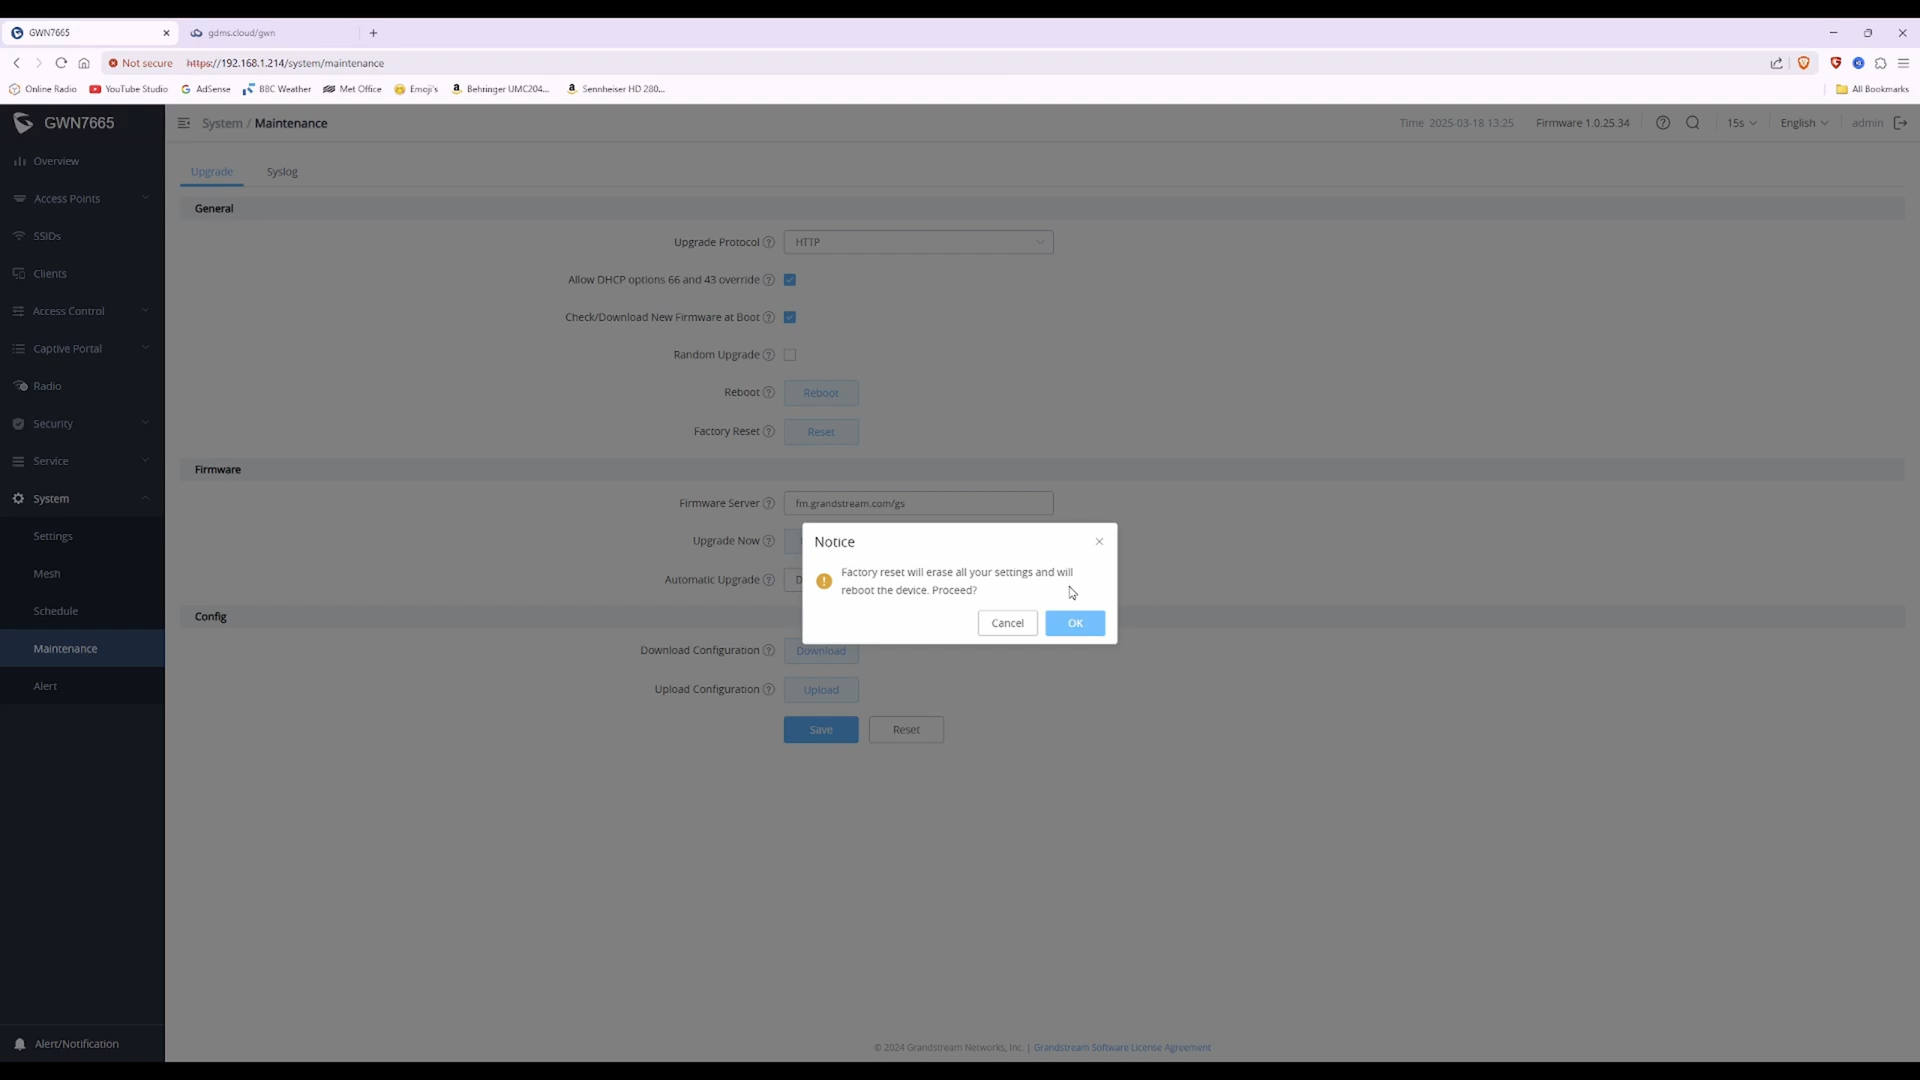 GWN7665
gdms.cloud/gwn
Not secure https://192.168.1.214/system/maintenance
Online Radio YouTube Studio AdSense BBC Weather Met Office Emoji's Behringer UMC204... Sennheiser HD 280... All Bookmarks
GWN7665
System / Maintenance
Time 2025-03-18 13:25 Firmware 1.0.25.34 15s English admin
Overview
Access Points
SSIDs
Clients
Access Control
Captive Portal
Radio
Security
Service
System
Settings
Mesh
Schedule
Maintenance
Alert
Alert/Notification
Upgrade Syslog
General
Upgrade Protocol HTTP
Allow DHCP options 66 and 43 override
Check/Download New Firmware at Boot
Random Upgrade
Reboot Reboot
Factory Reset Reset
Firmware
Firmware Server fm.grandstream.com/gs
Upgrade Now
Automatic Upgrade D
Notice
Factory reset will erase all your settings and will
reboot the device. Proceed?
Cancel OK
Config
Download Configuration Download
Upload Configuration Upload
Save Reset
© 2024 Grandstream Networks, Inc. | Grandstream Software License Agreement